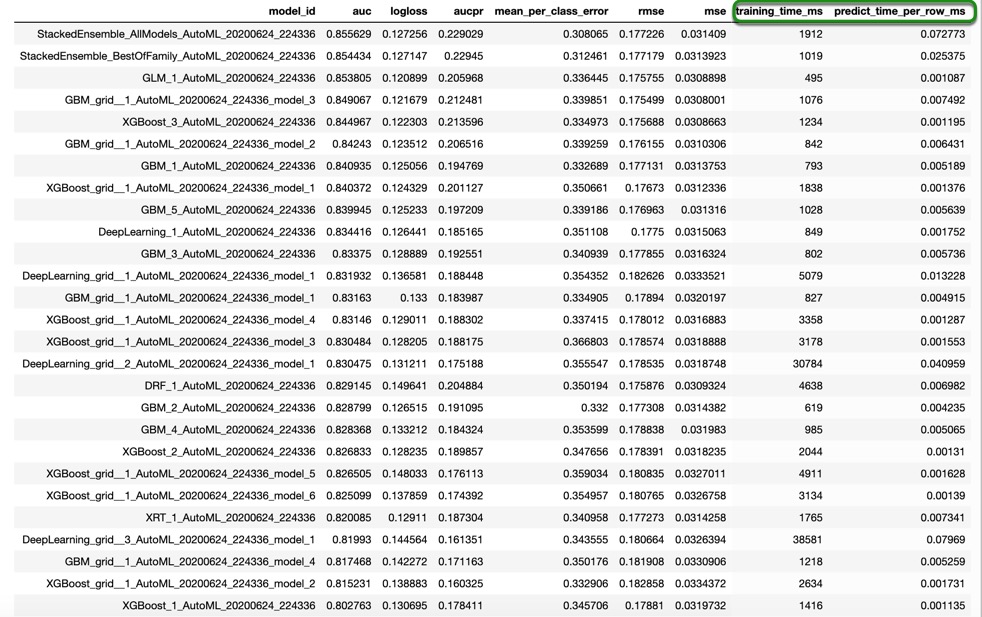 model_id auc logloss aucpr mean_per_class_error rmse mse training_time_ms predict_time_per_row_ms
StackedEnsemble_AllModels_AutoML_20200624_224336 0.855629 0.127256 0.229029 0.308065 0.177226 0.031409 1912 0.072773
StackedEnsemble_BestOfFamily_AutoML_20200624_224336 0.854434 0.127147 0.22945 0.312461 0.177179 0.0313923 1019 0.025375
GLM_1_AutoML_20200624_224336 0.853805 0.120899 0.205968 0.336445 0.175755 0.0308898 495 0.001087
GBM_grid__1_AutoML_20200624_224336_model_3 0.849067 0.121679 0.212481 0.339851 0.175499 0.0308001 1076 0.007492
XGBoost_3_AutoML_20200624_224336 0.844967 0.122303 0.213596 0.334973 0.175688 0.0308663 1234 0.001195
GBM_grid__1_AutoML_20200624_224336_model_2 0.84243 0.123512 0.206516 0.339259 0.176155 0.0310306 842 0.006431
GBM_1_AutoML_20200624_224336 0.840935 0.125056 0.194769 0.332689 0.177131 0.0313753 793 0.005189
XGBoost_grid__1_AutoML_20200624_224336_model_1 0.840372 0.124329 0.201127 0.350661 0.17673 0.0312336 1838 0.001376
GBM_5_AutoML_20200624_224336 0.839945 0.125233 0.197209 0.339186 0.176963 0.031316 1028 0.005639
DeepLearning_1_AutoML_20200624_224336 0.834416 0.126441 0.185165 0.351108 0.1775 0.0315063 849 0.001752
GBM_3_AutoML_20200624_224336 0.83375 0.128889 0.192551 0.340939 0.177855 0.0316324 802 0.005736
DeepLearning_grid__1_AutoML_20200624_224336_model_1 0.831932 0.136581 0.188448 0.354352 0.182626 0.0333521 5079 0.013228
GBM_grid__1_AutoML_20200624_224336_model_1 0.83163 0.133 0.183987 0.334905 0.17894 0.0320197 827 0.004915
XGBoost_grid__1_AutoML_20200624_224336_model_4 0.83146 0.129011 0.188302 0.337415 0.178012 0.0316883 3358 0.001287
XGBoost_grid__1_AutoML_20200624_224336_model_3 0.830484 0.128205 0.188175 0.366803 0.178574 0.0318888 3178 0.001553
DeepLearning_grid__2_AutoML_20200624_224336_model_1 0.830475 0.131211 0.175188 0.355547 0.178535 0.0318748 30784 0.040959
DRF_1_AutoML_20200624_224336 0.829145 0.149641 0.204884 0.350194 0.175876 0.0309324 4638 0.006982
GBM_2_AutoML_20200624_224336 0.828799 0.126515 0.191095 0.332 0.177308 0.0314382 619 0.004235
GBM_4_AutoML_20200624_224336 0.828368 0.133212 0.184324 0.353599 0.178838 0.031983 985 0.005065
XGBoost_2_AutoML_20200624_224336 0.826833 0.128235 0.189857 0.347656 0.178391 0.0318235 2044 0.00131
XGBoost_grid__1_AutoML_20200624_224336_model_5 0.826505 0.148033 0.176113 0.359034 0.180835 0.0327011 4911 0.001628
XGBoost_grid__1_AutoML_20200624_224336_model_6 0.825099 0.137859 0.174392 0.354957 0.180765 0.0326758 3134 0.00139
XRT_1_AutoML_20200624_224336 0.820085 0.12911 0.187304 0.340958 0.177273 0.0314258 1765 0.007341
DeepLearning_grid__3_AutoML_20200624_224336_model_1 0.81993 0.144564 0.161351 0.343555 0.180664 0.0326394 38581 0.07969
GBM_grid__1_AutoML_20200624_224336_model_4 0.817468 0.142272 0.171163 0.350176 0.181908 0.0330906 1218 0.005259
XGBoost_grid__1_AutoML_20200624_224336_model_2 0.815231 0.138883 0.160325 0.332906 0.182858 0.0334372 2634 0.001731
XGBoost_1_AutoML_20200624_224336 0.802763 0.130695 0.178411 0.345706 0.17881 0.0319732 1416 0.001135